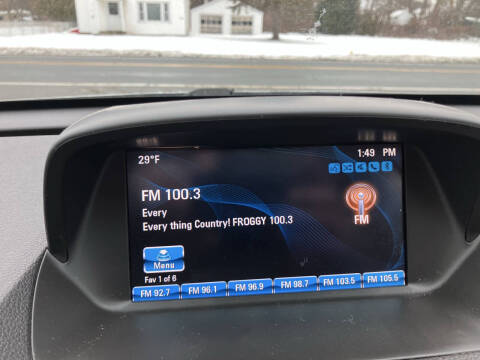 29°F 1:49 PM
FM 100.3
Every
Every thing Country! FROGGY 100.3
FM
Menu
Fav 1 of 6
FM 92.7 FM 96.1 FM 96.9 FM 98.7 FM 103.5 FM 105.5